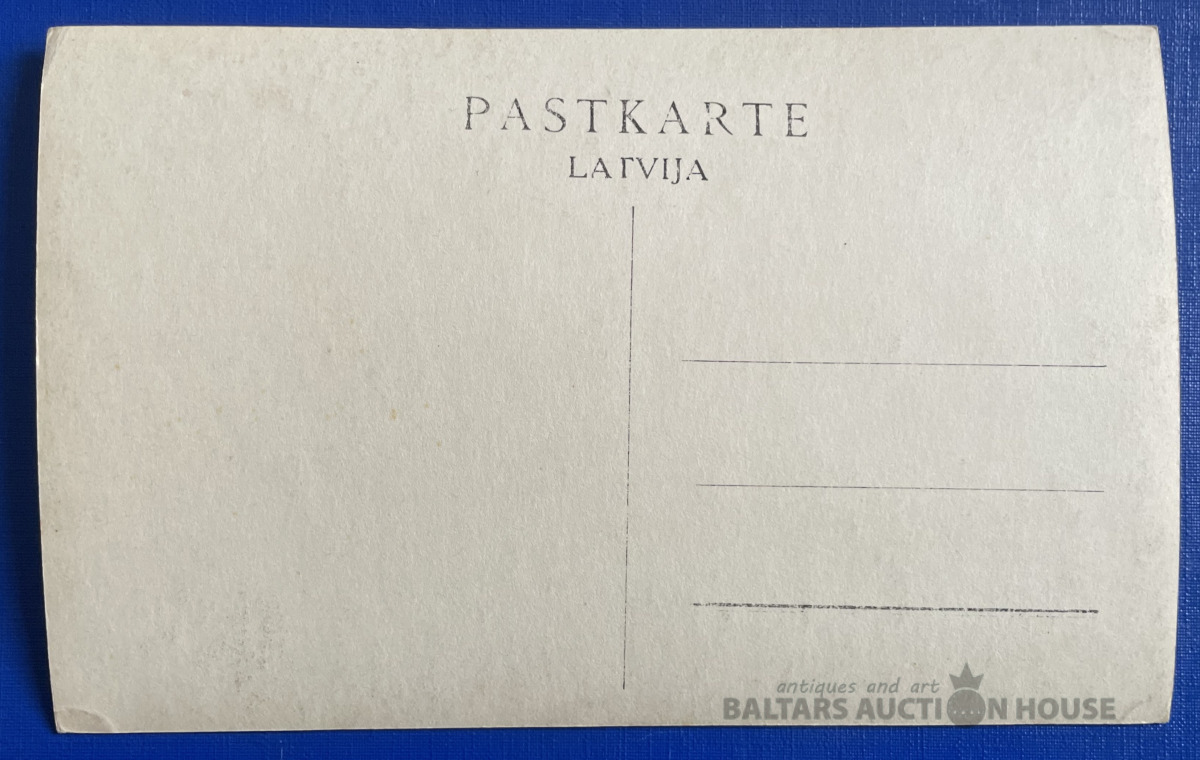 PASTKARTE
LATVIJA
antiques and art
BALTARS AUCTION HOUSE